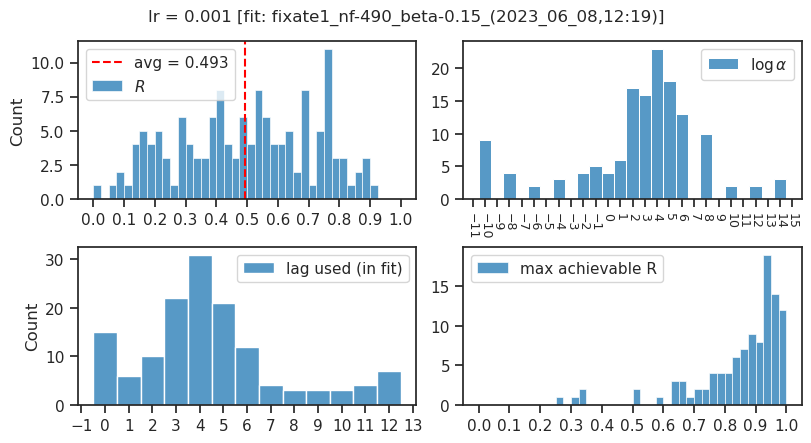 lr = 0.001 [fit: fixate1_nf-490_beta-0.15_(2023_06_08,12:19)]
avg = 0.493
R
Count
10.0
7.5
5.0
2.5
0.0
0.0 0.1 0.2 0.3 0.4 0.5 0.6 0.7 0.8 0.9 1.0
log α
20
15
10
5
0
−11 −10 −9 −8 −7 −6 −5 −4 −3 −2 −1 0 1 2 3 4 5 6 7 8 9 10 11 12 13 14 15
lag used (in fit)
Count
30
20
10
0
−1 0 1 2 3 4 5 6 7 8 9 10 11 12 13
max achievable R
15
10
5
0
0.0 0.1 0.2 0.3 0.4 0.5 0.6 0.7 0.8 0.9 1.0